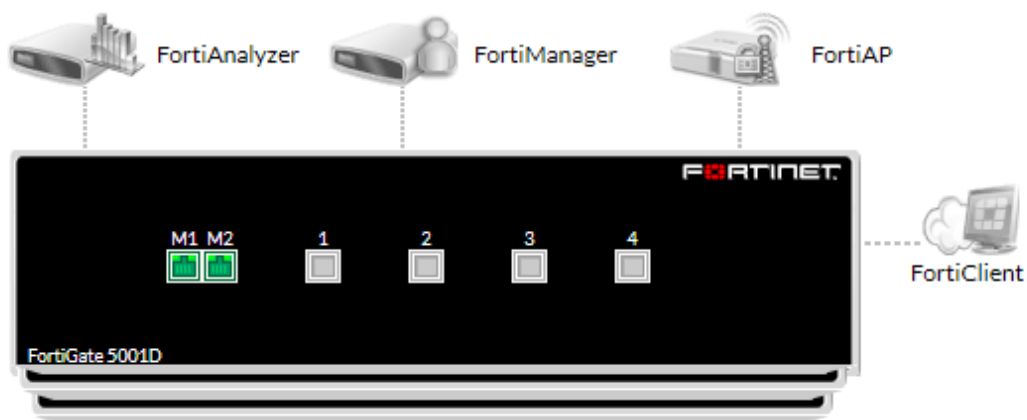 FortiAnalyzer
FortiManager
FortiAP
FORTINET
M1 M2 1 2 3 4
FortiClient
FortiGate 5001D